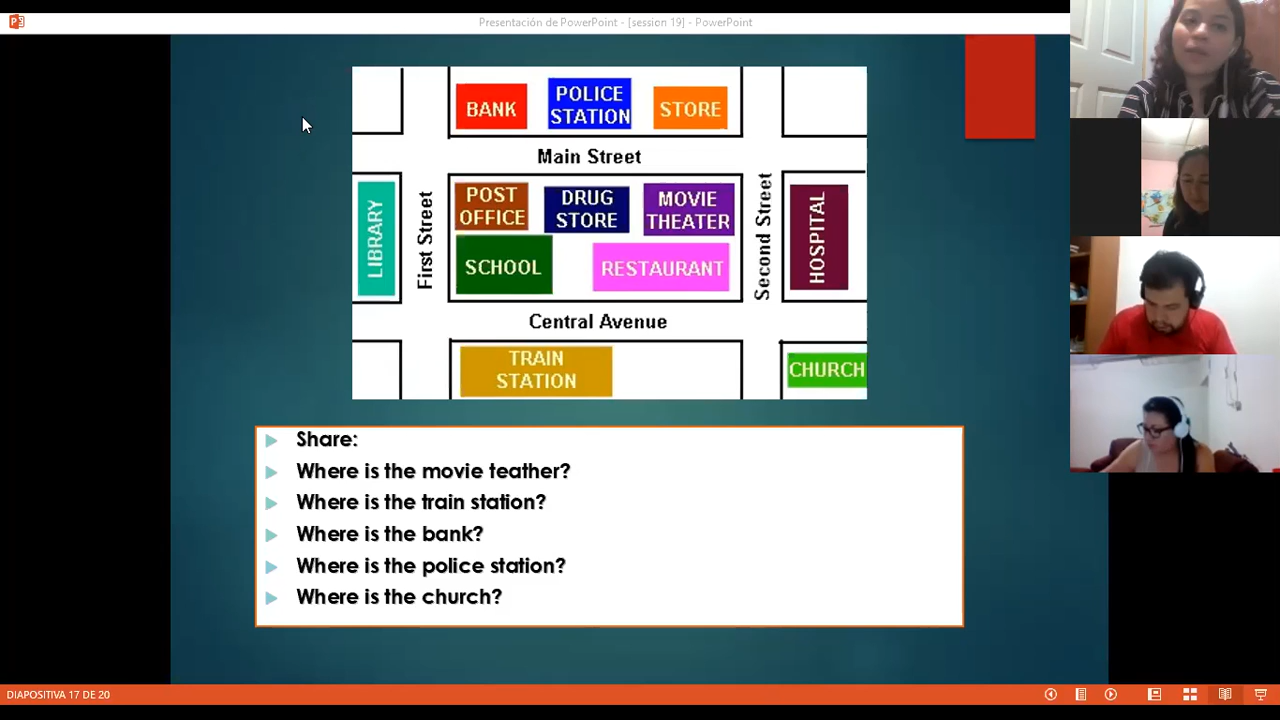 Presentación de PowerPoint - [session 19] - PowerPoint
BANK
POLICE
STATION
STORE
Main Street
LIBRARY
First Street
POST
OFFICE
DRUG
STORE
MOVIE
THEATER
SCHOOL
RESTAURANT
Second Street
HOSPITAL
Central Avenue
TRAIN
STATION
CHURCH
Share:
Where is the movie teather?
Where is the train station?
Where is the bank?
Where is the police station?
Where is the church?
DIAPOSITIVA 17 DE 20